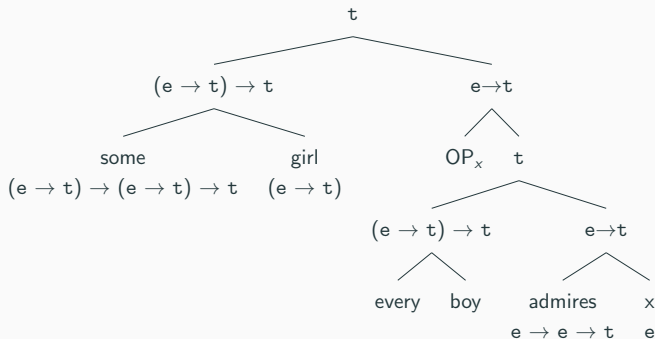 t
(e → t) → t e→t
some girl OPₓ t
(e → t) → (e → t) → t (e → t)
(e → t) → t e→t
every boy admires x
e → e → t e